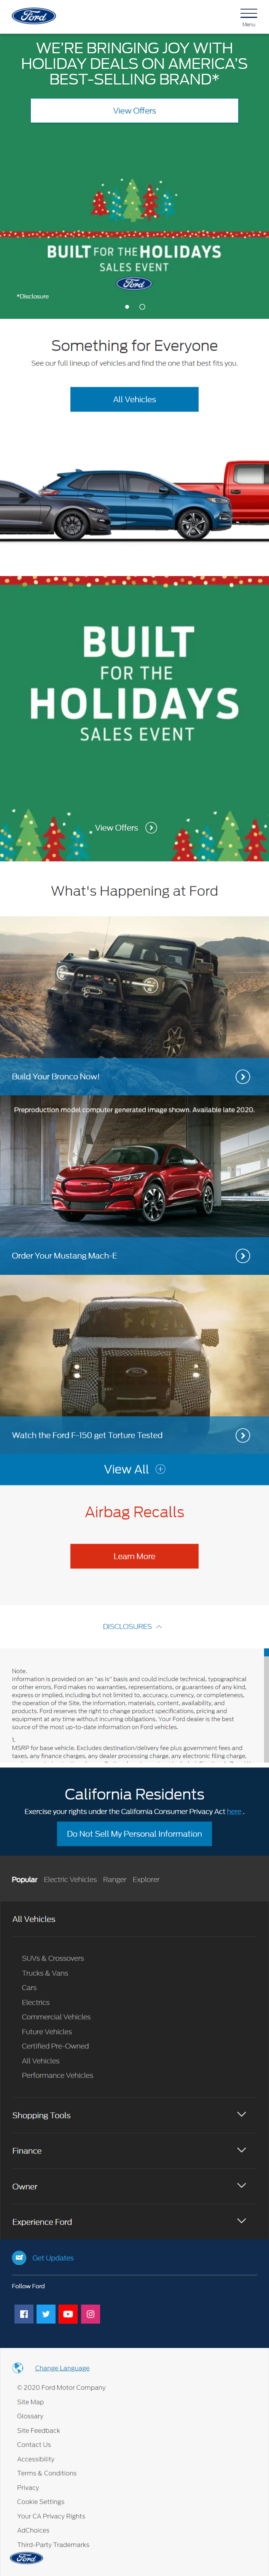 Ford
Menu
WE'RE BRINGING JOY WITH
HOLIDAY DEALS ON AMERICA'S
BEST-SELLING BRAND*
View Offers
BUILT FOR THE HOLIDAYS
SALES EVENT
Ford
*Disclosure
Something for Everyone
See our full lineup of vehicles and find the one that best fits you.
All Vehicles
BUILT
FOR THE
HOLIDAYS
SALES EVENT
View Offers
What's Happening at Ford
Build Your Bronco Now!
Preproduction model computer generated image shown. Available late 2020.
Order Your Mustang Mach-E
Watch the Ford F-150 get Torture Tested
View All
Airbag Recalls
Learn More
DISCLOSURES
Note.
Information is provided on an "as is" basis and could include technical, typographical
or other errors. Ford makes no warranties, representations, or guarantees of any kind,
express or implied, including but not limited to, accuracy, currency, or completeness,
the operation of the Site, the information, materials, content, availability, and
products. Ford reserves the right to change product specifications, pricing and
equipment at any time without incurring obligations. Your Ford dealer is the best
source of the most up-to-date information on Ford vehicles.
1.
MSRP for base vehicle. Excludes destination/delivery fee plus government fees and
taxes, any finance charges, any dealer processing charge, any electronic filing charge,
California Residents
Exercise your rights under the California Consumer Privacy Act here .
Do Not Sell My Personal Information
Popular Electric Vehicles Ranger Explorer
All Vehicles
SUVs & Crossovers
Trucks & Vans
Cars
Electrics
Commercial Vehicles
Future Vehicles
Certified Pre-Owned
All Vehicles
Performance Vehicles
Shopping Tools
Finance
Owner
Experience Ford
Get Updates
Follow Ford
Change Language
© 2020 Ford Motor Company
Site Map
Glossary
Site Feedback
Contact Us
Accessibility
Terms & Conditions
Privacy
Cookie Settings
Your CA Privacy Rights
AdChoices
Third-Party Trademarks
Ford